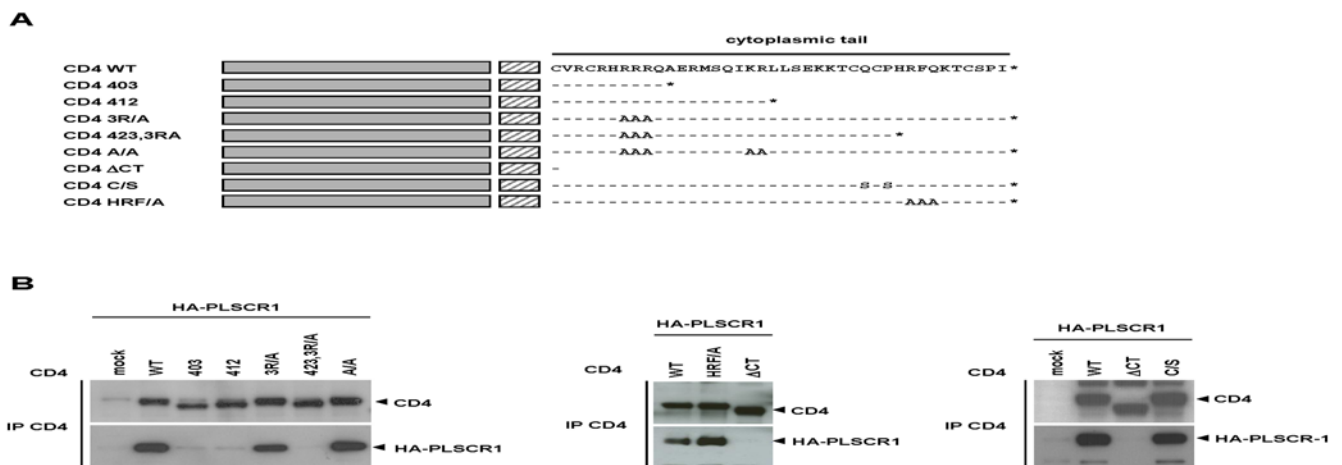 A
cytoplasmic tail
CD4 WT CVRCRHRRRQAERMSQIKRLLSEKKTCQCPHRFQKTCSPI*
CD4 403 ----------*
CD4 412 -------------------*
CD4 3R/A ------AAA-------------------------------*
CD4 423,3RA ------AAA---------------------*
CD4 A/A ------AAA--------AA---------------------*
CD4 ΔCT -
CD4 C/S ---------------------------S-S----------*
CD4 HRF/A -------------------------------AAA------*
B
HA-PLSCR1
CD4 mock WT 403 412 3R/A 423,3R/A A/A
CD4
IP CD4
HA-PLSCR1
HA-PLSCR1
CD4 WT HRF/A ΔCT
CD4
IP CD4
HA-PLSCR1
HA-PLSCR1
CD4 mock WT ΔCT C/S
CD4
IP CD4
HA-PLSCR-1